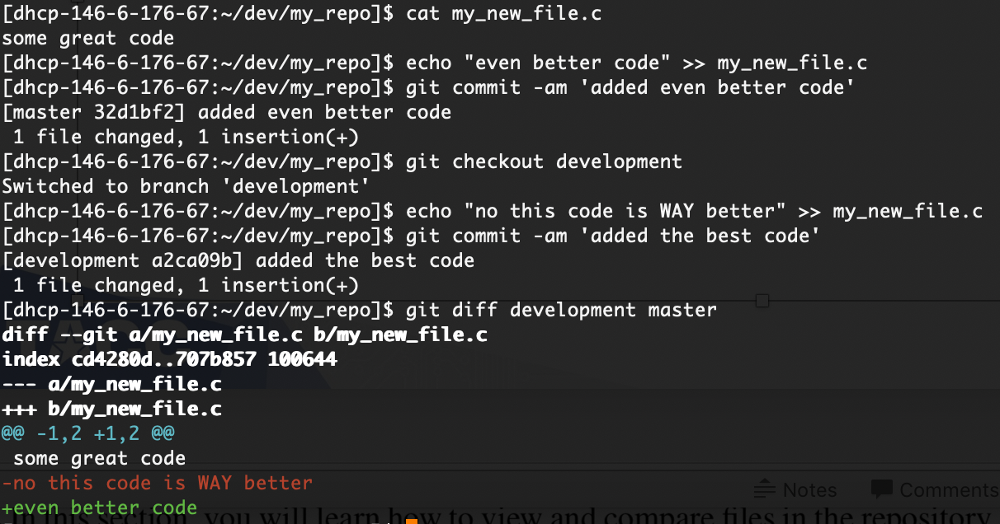 [dhcp-146-6-176-67:~/dev/my_repo]$ cat my_new_file.c
some great code
[dhcp-146-6-176-67:~/dev/my_repo]$ echo "even better code" >> my_new_file.c
[dhcp-146-6-176-67:~/dev/my_repo]$ git commit -am 'added even better code'
[master 32d1bf2] added even better code
 1 file changed, 1 insertion(+)
[dhcp-146-6-176-67:~/dev/my_repo]$ git checkout development
Switched to branch 'development'
[dhcp-146-6-176-67:~/dev/my_repo]$ echo "no this code is WAY better" >> my_new_file.c
[dhcp-146-6-176-67:~/dev/my_repo]$ git commit -am 'added the best code'
[development a2ca09b] added the best code
 1 file changed, 1 insertion(+)
[dhcp-146-6-176-67:~/dev/my_repo]$ git diff development master
diff --git a/my_new_file.c b/my_new_file.c
index cd4280d..707b857 100644
--- a/my_new_file.c
+++ b/my_new_file.c
@@ -1,2 +1,2 @@
 some great code
-no this code is WAY better
+even better code
Notes Comments
In this section, you will learn how to view and compare files in the repository